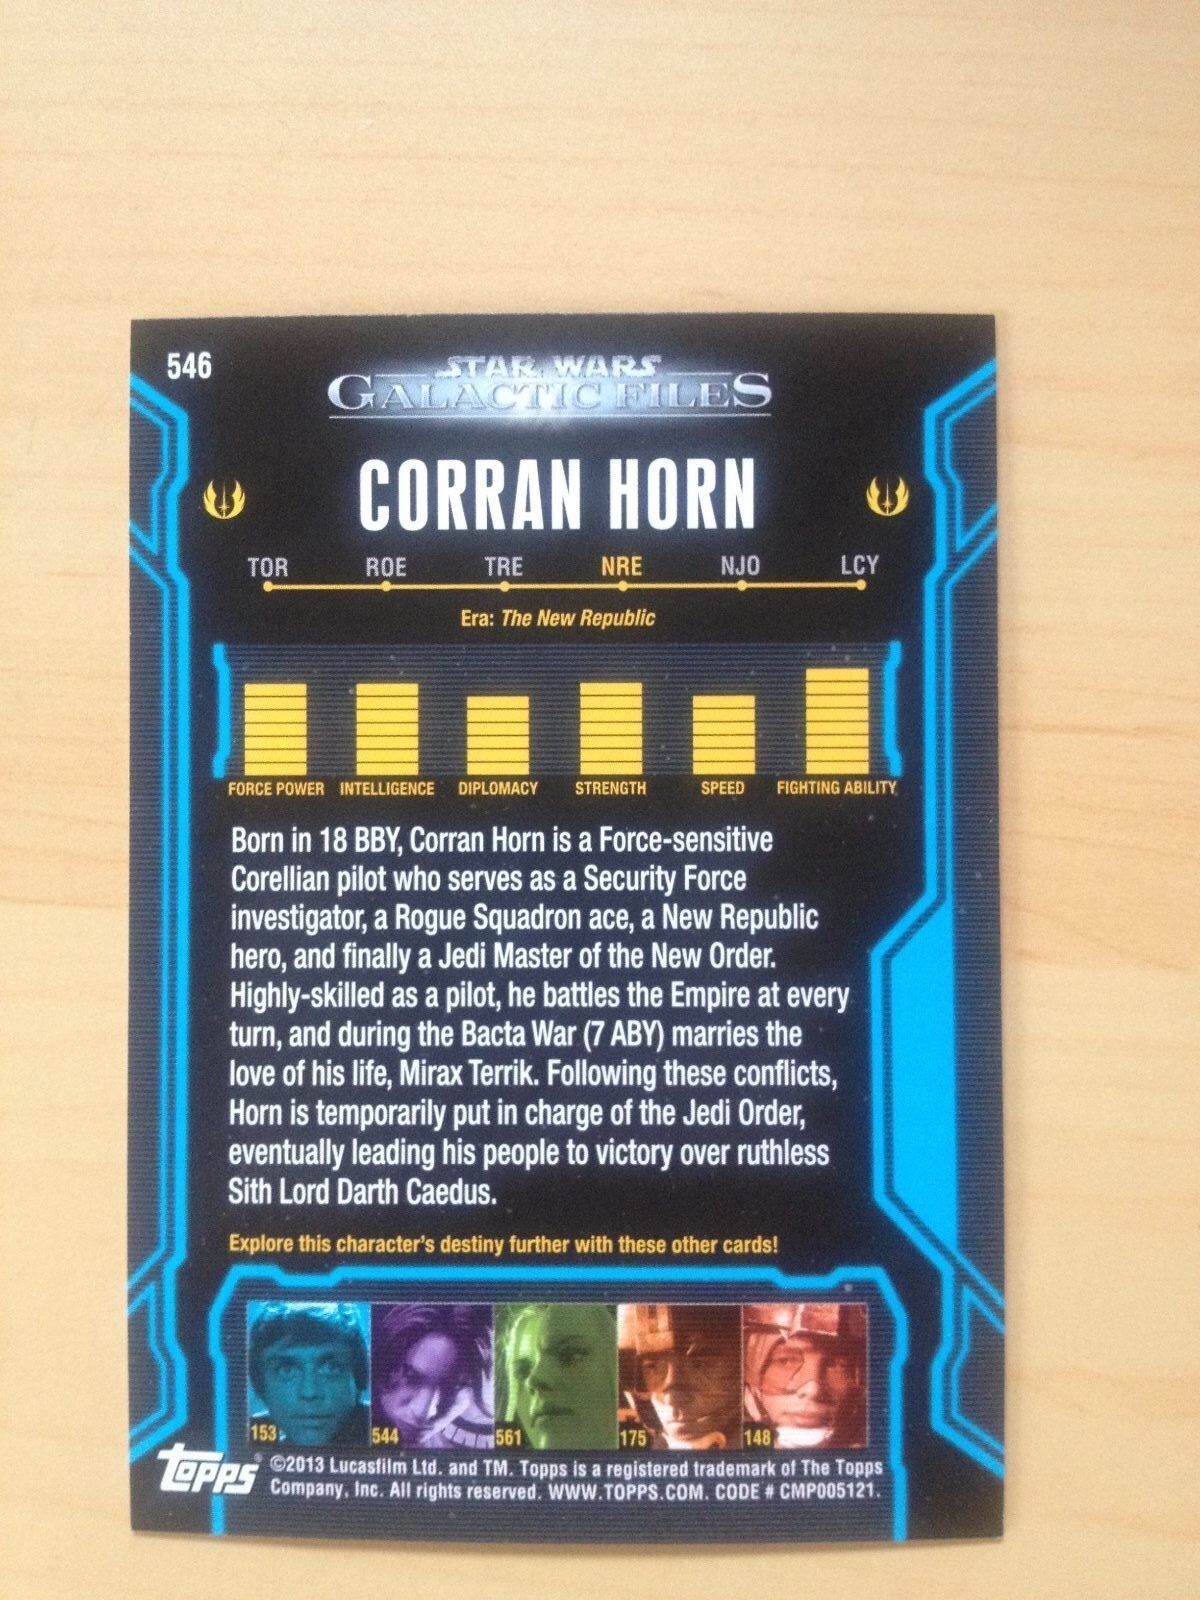 546
STAR WARS
GALACTIC FILES
CORRAN HORN
TOR ROE TRE NRE NJO LCY
Era: The New Republic
FORCE POWER INTELLIGENCE DIPLOMACY STRENGTH SPEED FIGHTING ABILITY
Born in 18 BBY, Corran Horn is a Force-sensitive
Corellian pilot who serves as a Security Force
investigator, a Rogue Squadron ace, a New Republic
hero, and finally a Jedi Master of the New Order.
Highly-skilled as a pilot, he battles the Empire at every
turn, and during the Bacta War (7 ABY) marries the
love of his life, Mirax Terrik. Following these conflicts,
Horn is temporarily put in charge of the Jedi Order,
eventually leading his people to victory over ruthless
Sith Lord Darth Caedus.
Explore this character's destiny further with these other cards!
153 544 561 175 148
topps®
©2013 Lucasfilm Ltd. and TM. Topps is a registered trademark of The Topps
Company, Inc. All rights reserved. WWW.TOPPS.COM. CODE # CMP005121.